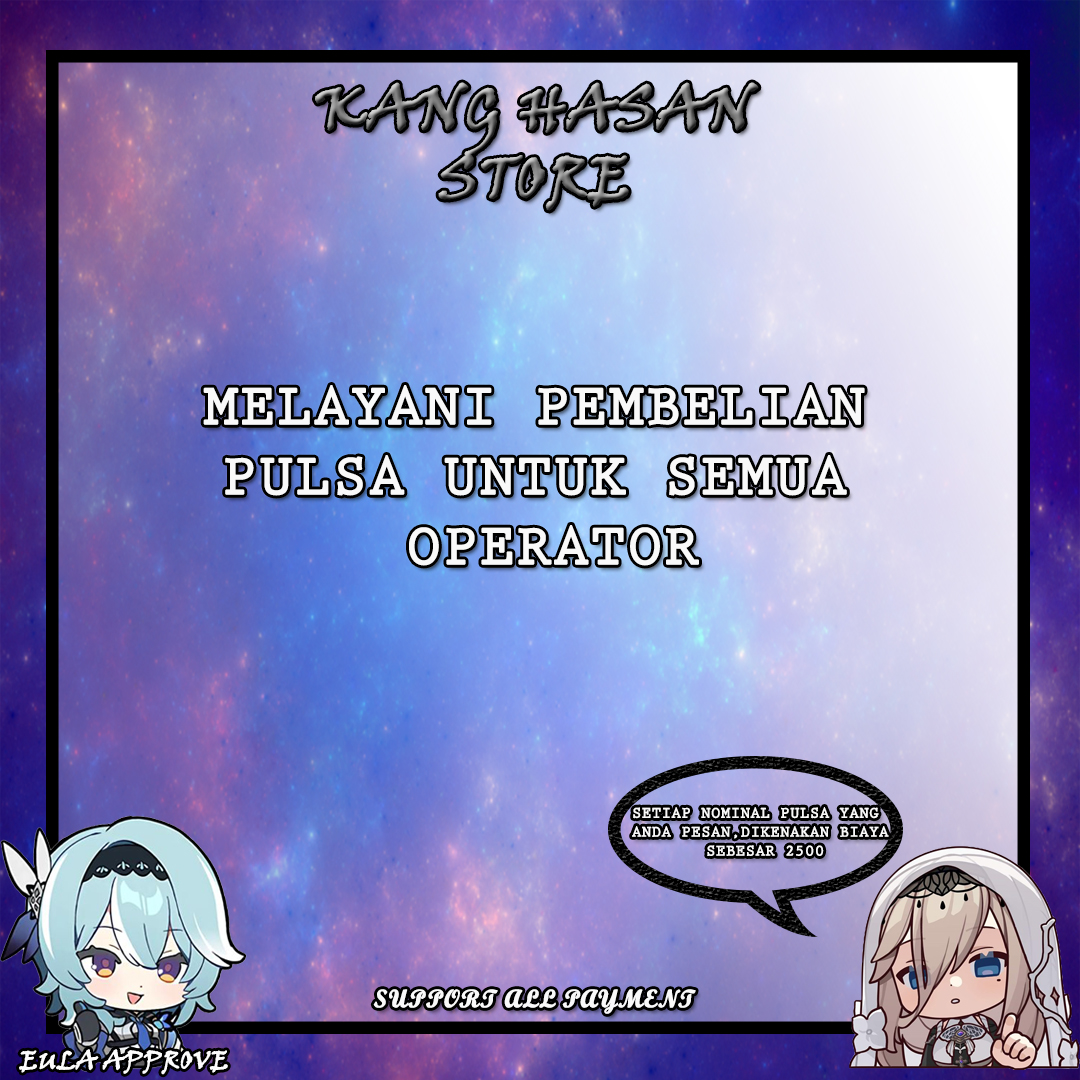 KANG HASAN
STORE
MELAYANI PEMBELIAN
PULSA UNTUK SEMUA
OPERATOR
SETIAP NOMINAL PULSA YANG
ANDA PESAN,DIKENAKAN BIAYA
SEBESAR 2500
SUPPORT ALL PAYMENT
EULA APPROVE